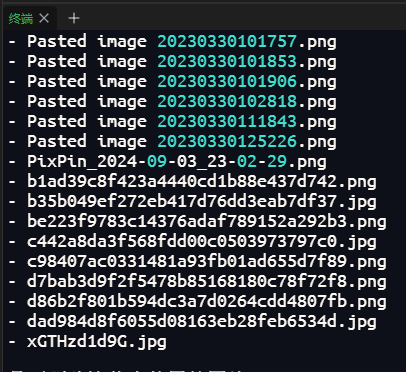 终端 × +
- Pasted image 20230330101757.png
- Pasted image 20230330101853.png
- Pasted image 20230330101906.png
- Pasted image 20230330102818.png
- Pasted image 20230330111843.png
- Pasted image 20230330125226.png
- PixPin_2024-09-03_23-02-29.png
- b1ad39c8f423a4440cd1b88e437d742.png
- b35b049ef272eb417d76dd3eab7df37.jpg
- be223f9783c14376adaf789152a292b3.png
- c442a8da3f568fdd00c0503973797c0.jpg
- c98407ac0331481a93fb01ad655d7f89.png
- d7bab3d9f2f5478b85168180c78f72f8.png
- d86b2f801b594dc3a7d0264cdd4807fb.png
- dad984d8f6055d08163eb28feb6534d.jpg
- xGTHzd1d9G.jpg